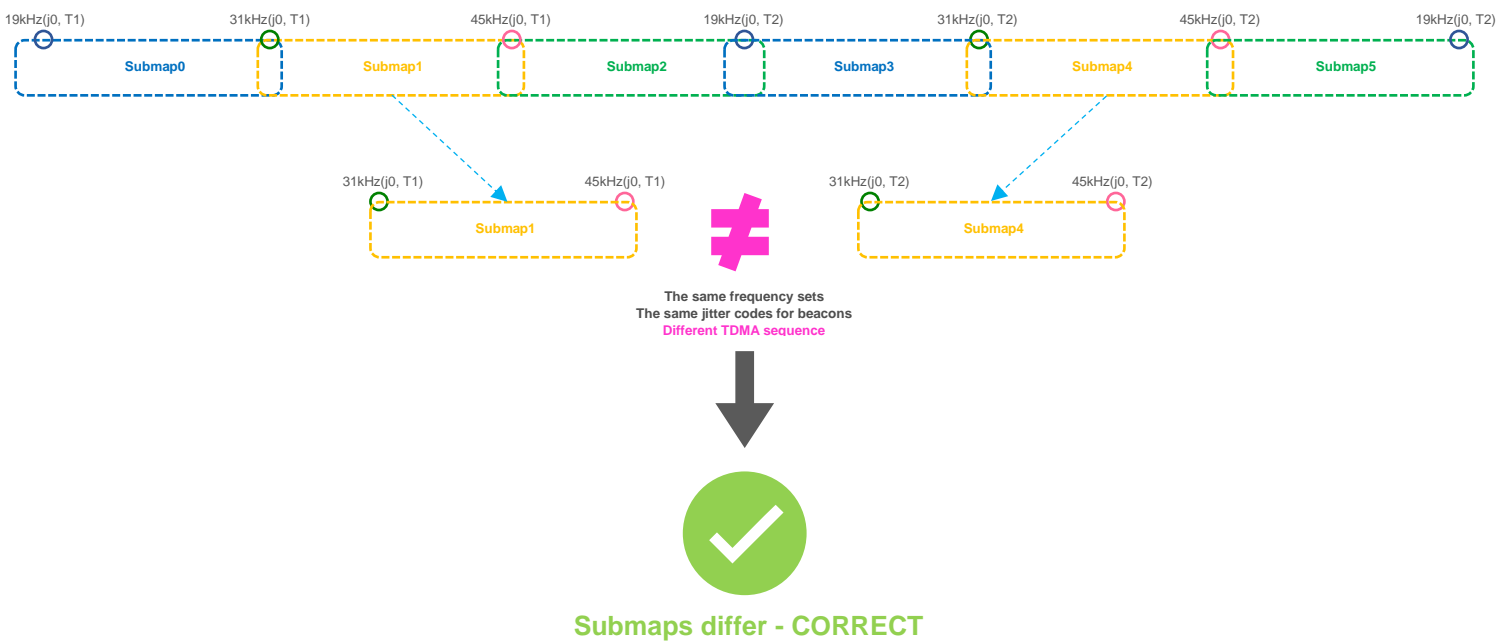 19kHz(j0, T1) 31kHz(j0, T1) 45kHz(j0, T1) 19kHz(j0, T2) 31kHz(j0, T2) 45kHz(j0, T2) 19kHz(j0, T2)
Submap0 Submap1 Submap2 Submap3 Submap4 Submap5
31kHz(j0, T1) 45kHz(j0, T1) 31kHz(j0, T2) 45kHz(j0, T2)
Submap1 ≠ Submap4
The same frequency sets
The same jitter codes for beacons
Different TDMA sequence
Submaps differ - CORRECT